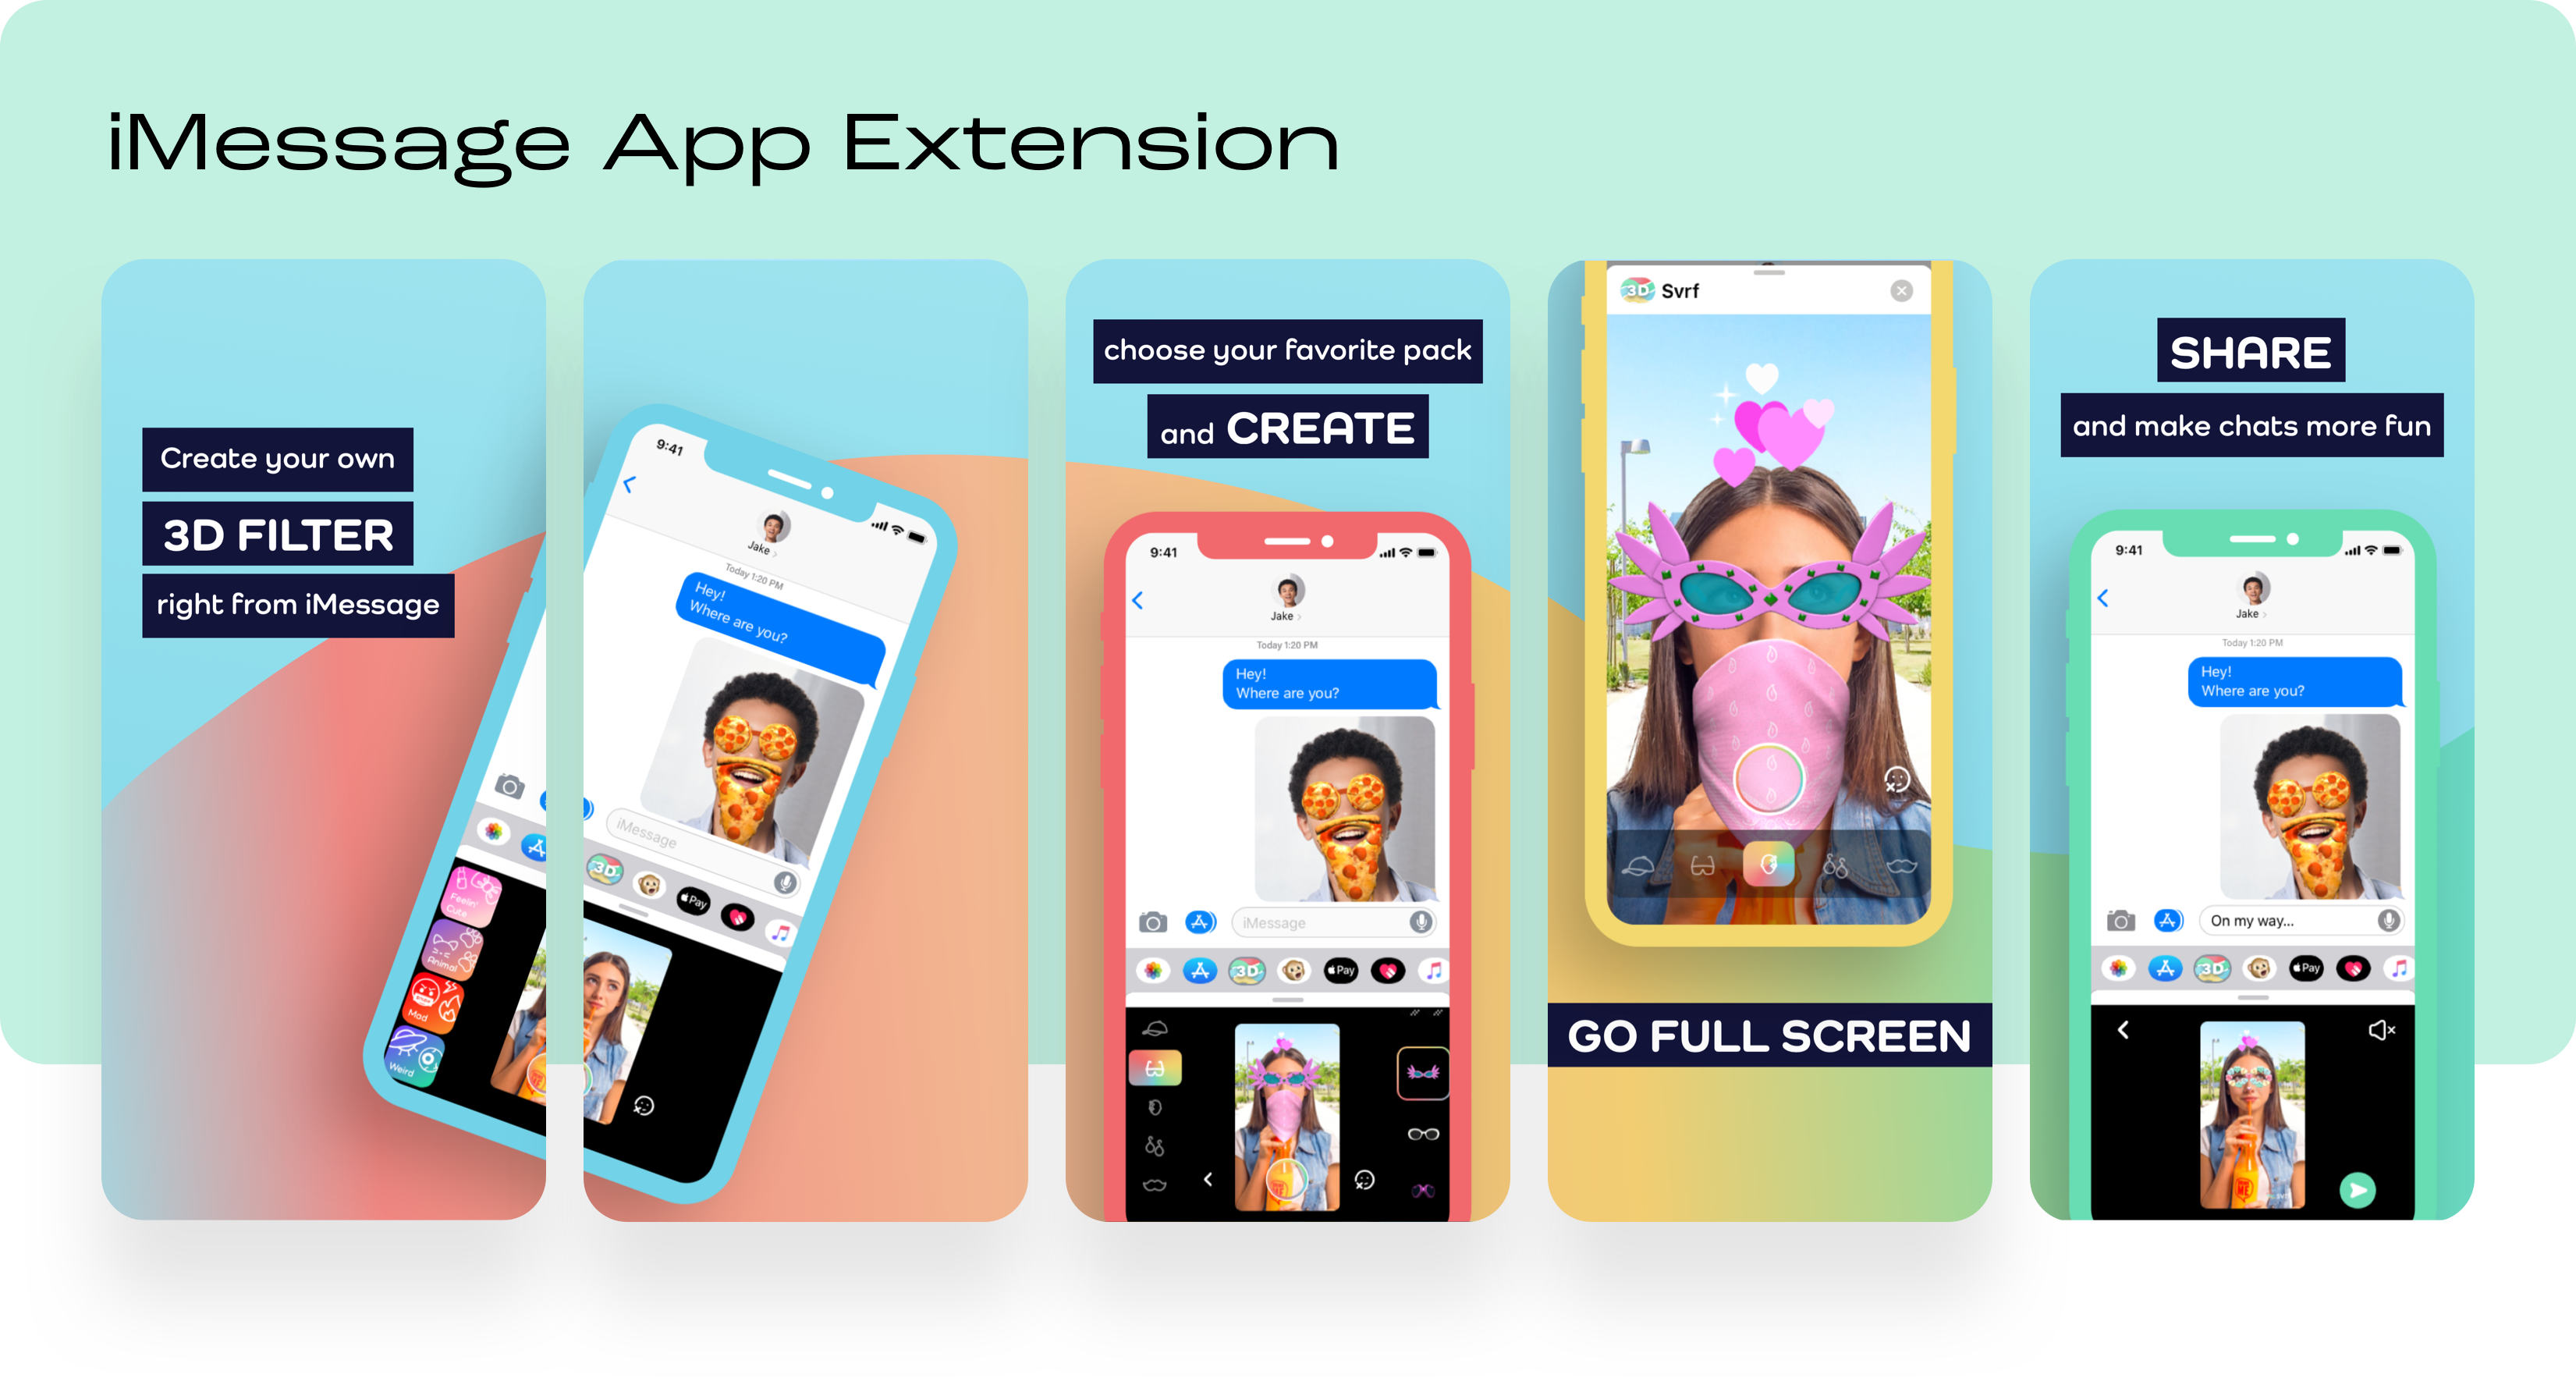 iMessage App Extension
Create your own
3D FILTER
right from iMessage
Feelin'
Cute
Animal
Mad
Weird
9:41
Jake
Today 1:20 PM
Hey!
Where are you?
iMessage
3D
Pay
choose your favorite pack
and CREATE
9:41
Jake
Today 1:20 PM
Hey!
Where are you?
iMessage
3D
Pay
3D Svrf
GO FULL SCREEN
SHARE
and make chats more fun
9:41
Jake
Today 1:20 PM
Hey!
Where are you?
On my way...
3D
Pay